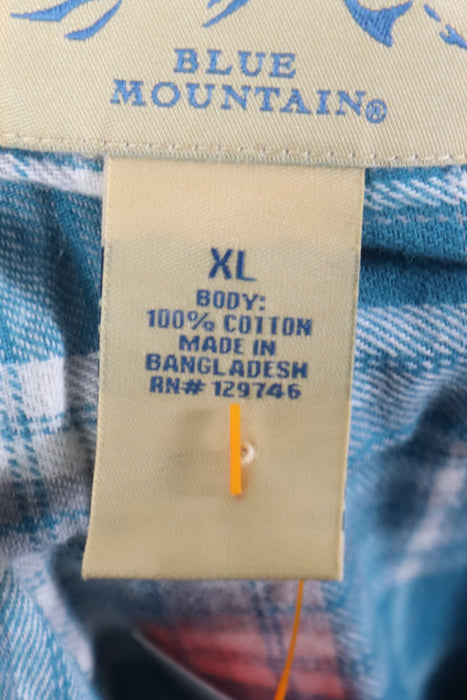 BLUE
MOUNTAIN®
XL
BODY:
100% COTTON
MADE IN
BANGLADESH
RN# 129746